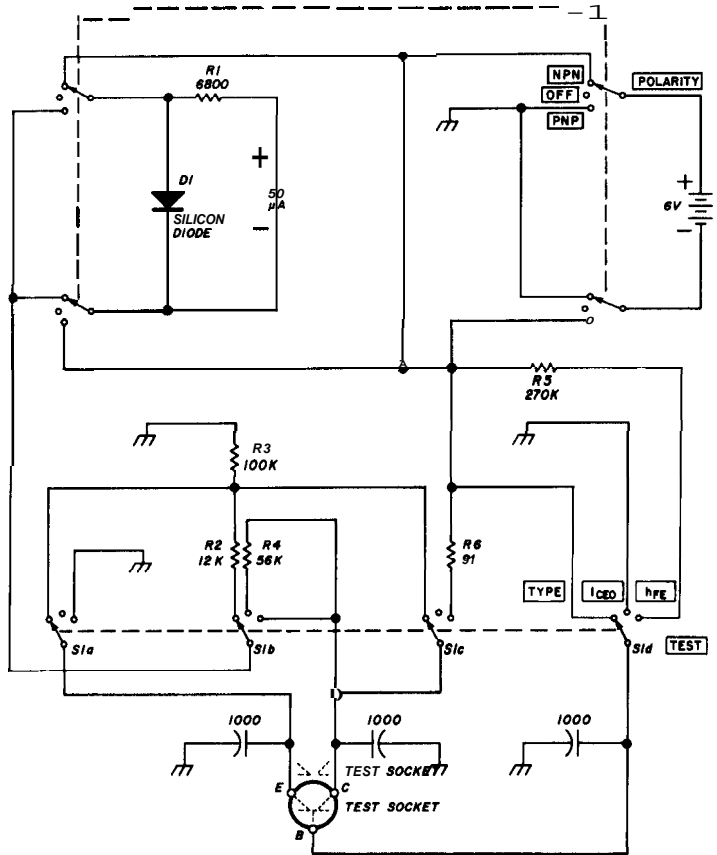 -1
R1
6800
NPN
OFF
PNP
POLARITY
+
50
μA
−
D1
SILICON
DIODE
+
6V
−
R5
270K
R3
100K
R2
12K
R4
56K
R6
91
TYPE
ICEO
hFE
S1a
S1b
S1c
S1d
TEST
1000
1000
1000
TEST SOCKET
E
C
TEST SOCKET
B